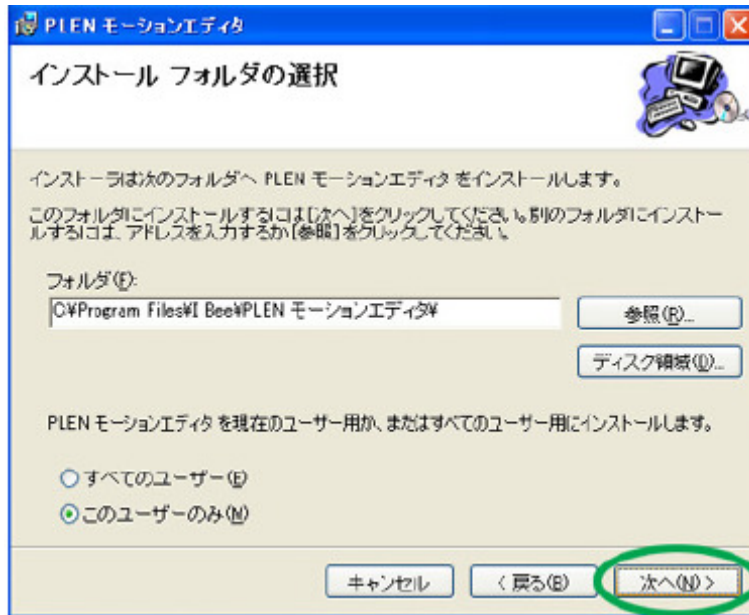 PLEN モーションエディタ
インストール フォルダの選択
インストーラは次のフォルダへ PLEN モーションエディタ をインストールします。
このフォルダにインストールするには[次へ]をクリックしてください。別のフォルダにインストー
ルするには、アドレスを入力するか[参照]をクリックしてください。
フォルダ(F):
C:¥Program Files¥I Bee¥PLEN モーションエディタ¥
参照(R)...
ディスク領域(D)...
PLEN モーションエディタ を現在のユーザー用か、またはすべてのユーザー用にインストールします。
すべてのユーザー(E)
このユーザーのみ(M)
キャンセル
< 戻る(B)
次へ(N) >